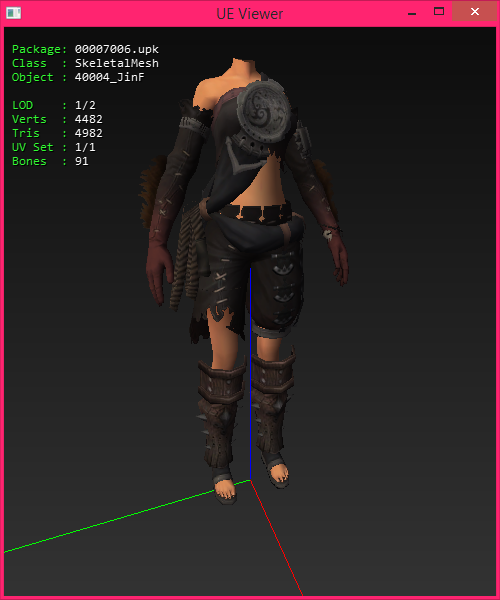 UE Viewer
Package: 00007006.upk
Class : SkeletalMesh
Object : 40004_JinF
LOD : 1/2
Verts : 4482
Tris : 4982
UV Set : 1/1
Bones : 91